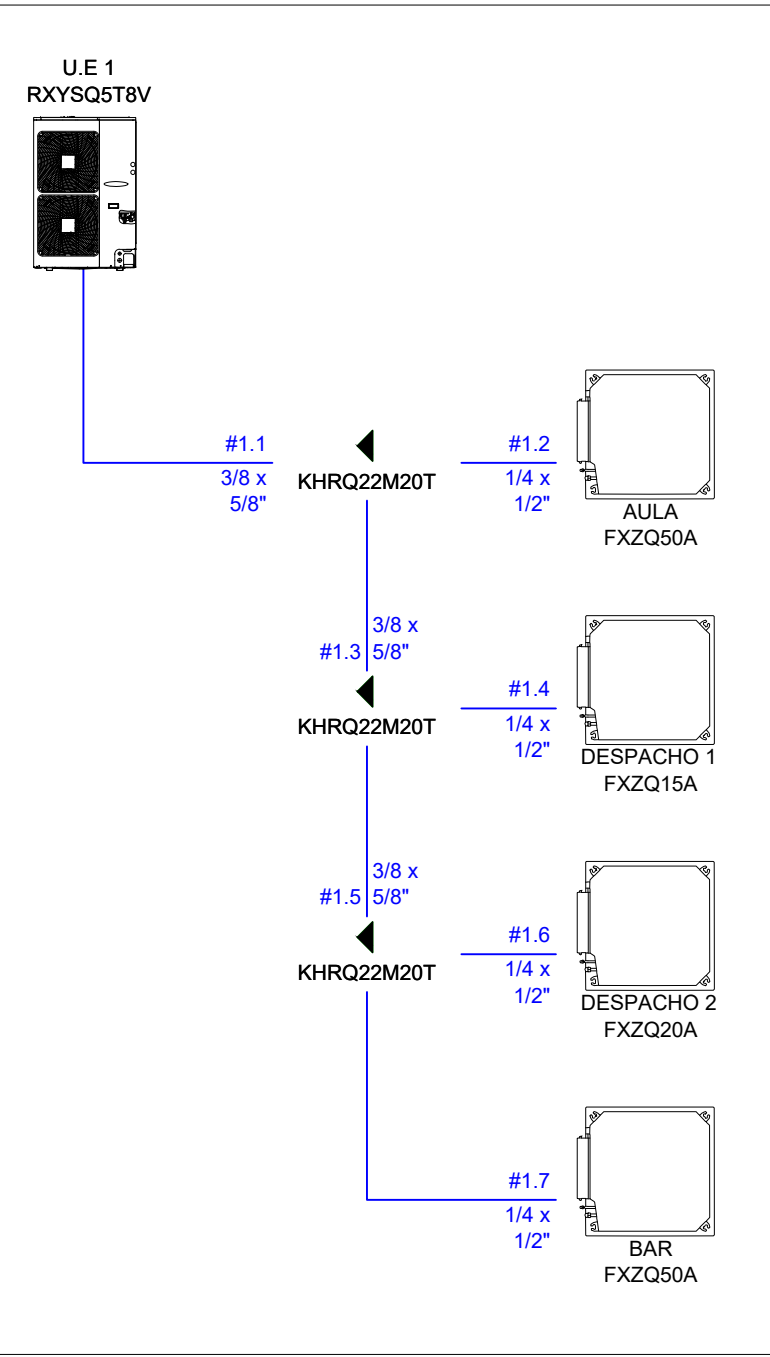 U.E 1
RXYSQ5T8V
#1.1
3/8 x
5/8"
KHRQ22M20T
#1.2
1/4 x
1/2"
AULA
FXZQ50A
3/8 x
#1.3 5/8"
KHRQ22M20T
#1.4
1/4 x
1/2"
DESPACHO 1
FXZQ15A
3/8 x
#1.5 5/8"
KHRQ22M20T
#1.6
1/4 x
1/2"
DESPACHO 2
FXZQ20A
#1.7
1/4 x
1/2"
BAR
FXZQ50A